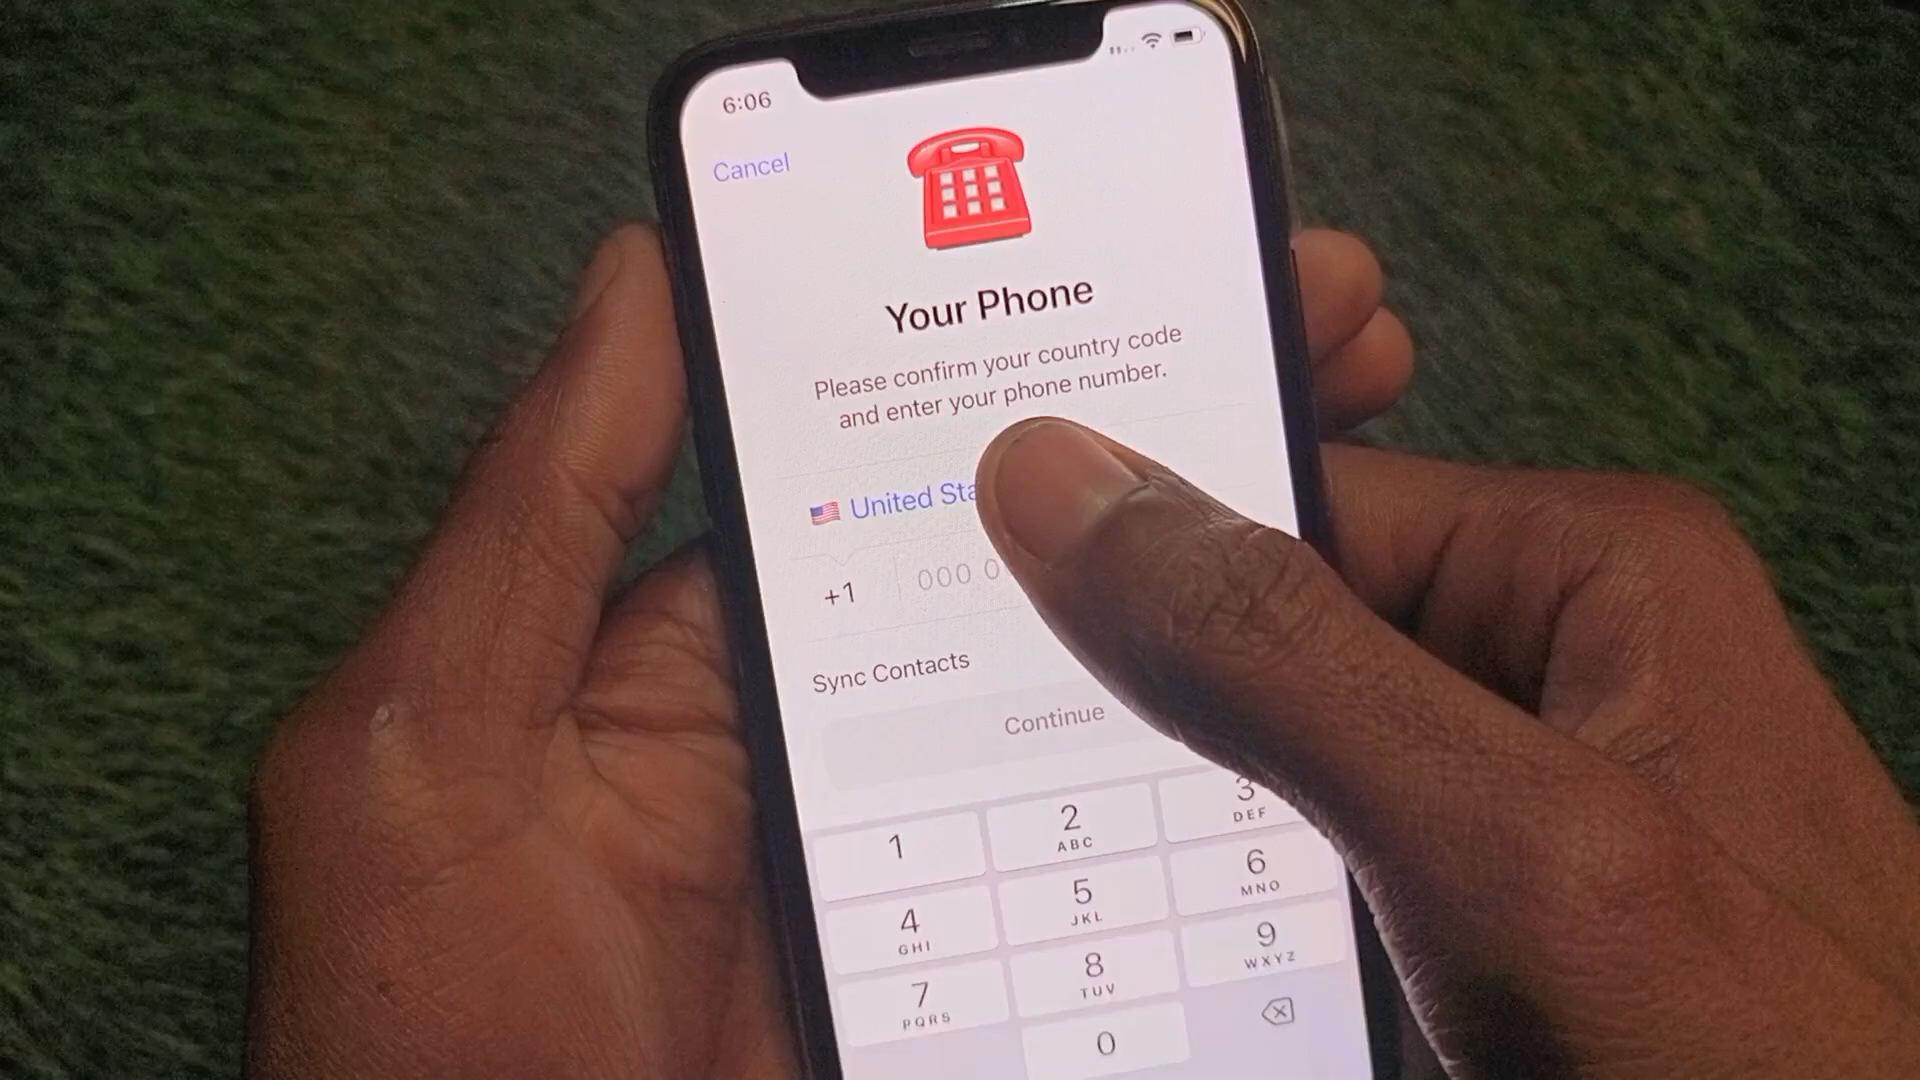 6:06
Cancel
Your Phone
Please confirm your country code
and enter your phone number.
United Sta
+1
000 0
Sync Contacts
Continue
1
2
ABC
3
DEF
4
GHI
5
JKL
6
MNO
7
PQRS
8
TUV
9
WXYZ
0